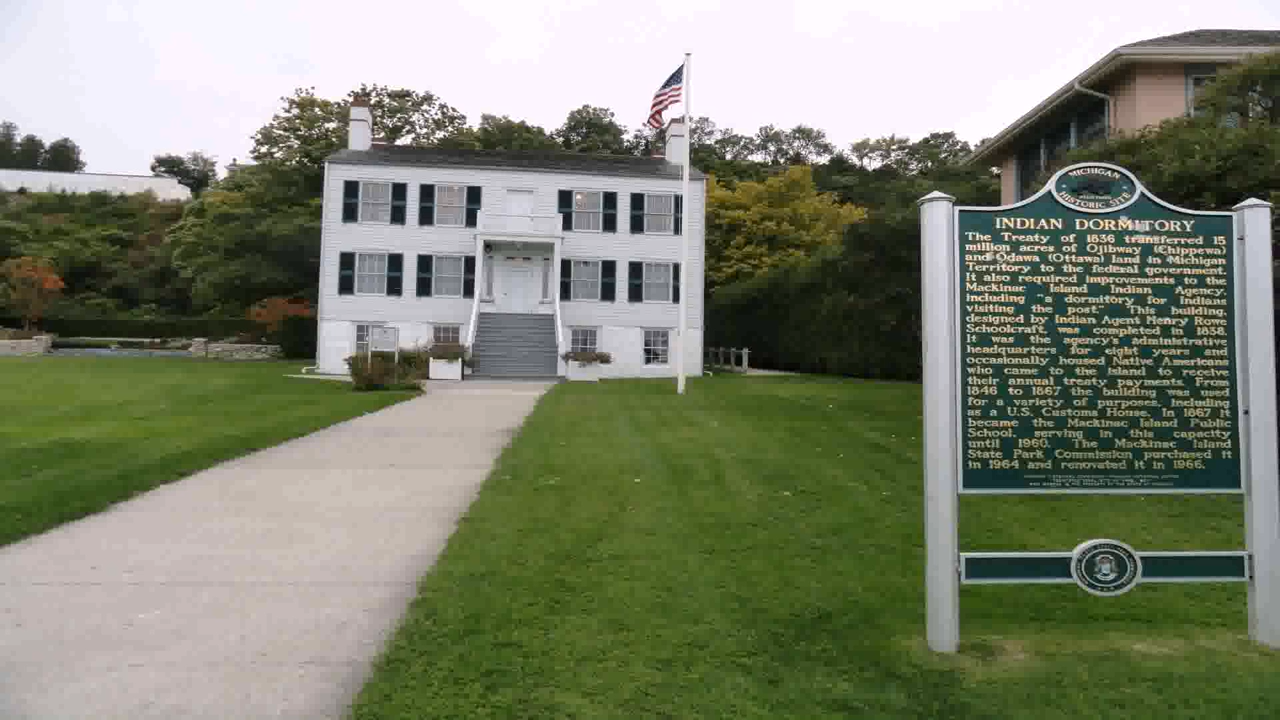 MICHIGAN
HISTORIC SITE
INDIAN DORMITORY
The Treaty of 1836 transferred 15
million acres of Ojibway (Chippewa)
and Odawa (Ottawa) land in Michigan
Territory to the federal government.
It also required improvements to the
Mackinac Island Indian Agency,
including "a dormitory for Indians
visiting the post." This building,
designed by Indian Agent Henry Rowe
Schoolcraft, was completed in 1838.
It was the agency's administrative
headquarters for eight years and
occasionally housed Native Americans
who came to the Island to receive
their annual treaty payments. From
1846 to 1867 the building was used
for a variety of purposes, including
as a U.S. Customs House. In 1867 it
became the Mackinac Island Public
School, serving in this capacity
until 1960. The Mackinac Island
State Park Commission purchased it
in 1964 and renovated it in 1966.